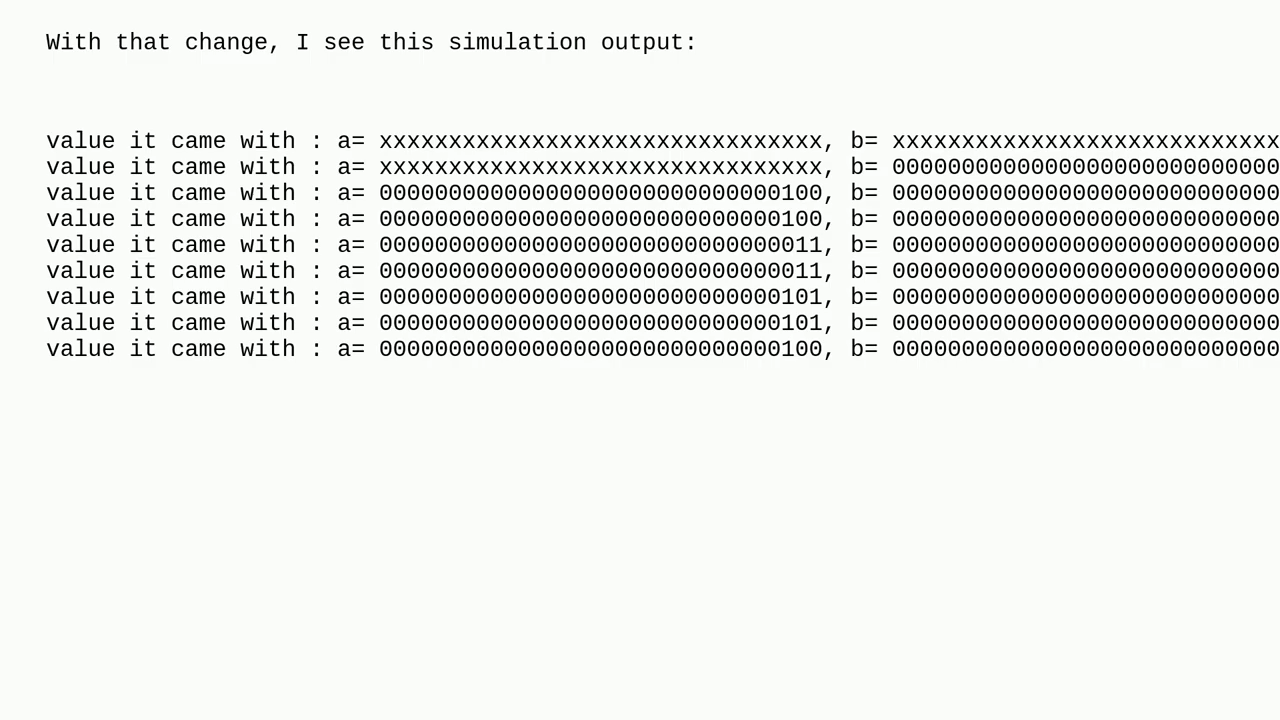 With that change, I see this simulation output:
value it came with : a= xxxxxxxxxxxxxxxxxxxxxxxxxxxxxxxx, b= xxxxxxxxxxxxxxxxxxxxxxxxxxxx
value it came with : a= xxxxxxxxxxxxxxxxxxxxxxxxxxxxxxxx, b= 0000000000000000000000000000
value it came with : a= 00000000000000000000000000000100, b= 0000000000000000000000000000
value it came with : a= 00000000000000000000000000000100, b= 0000000000000000000000000000
value it came with : a= 00000000000000000000000000000011, b= 0000000000000000000000000000
value it came with : a= 00000000000000000000000000000011, b= 0000000000000000000000000000
value it came with : a= 00000000000000000000000000000101, b= 0000000000000000000000000000
value it came with : a= 00000000000000000000000000000101, b= 0000000000000000000000000000
value it came with : a= 00000000000000000000000000000100, b= 0000000000000000000000000000